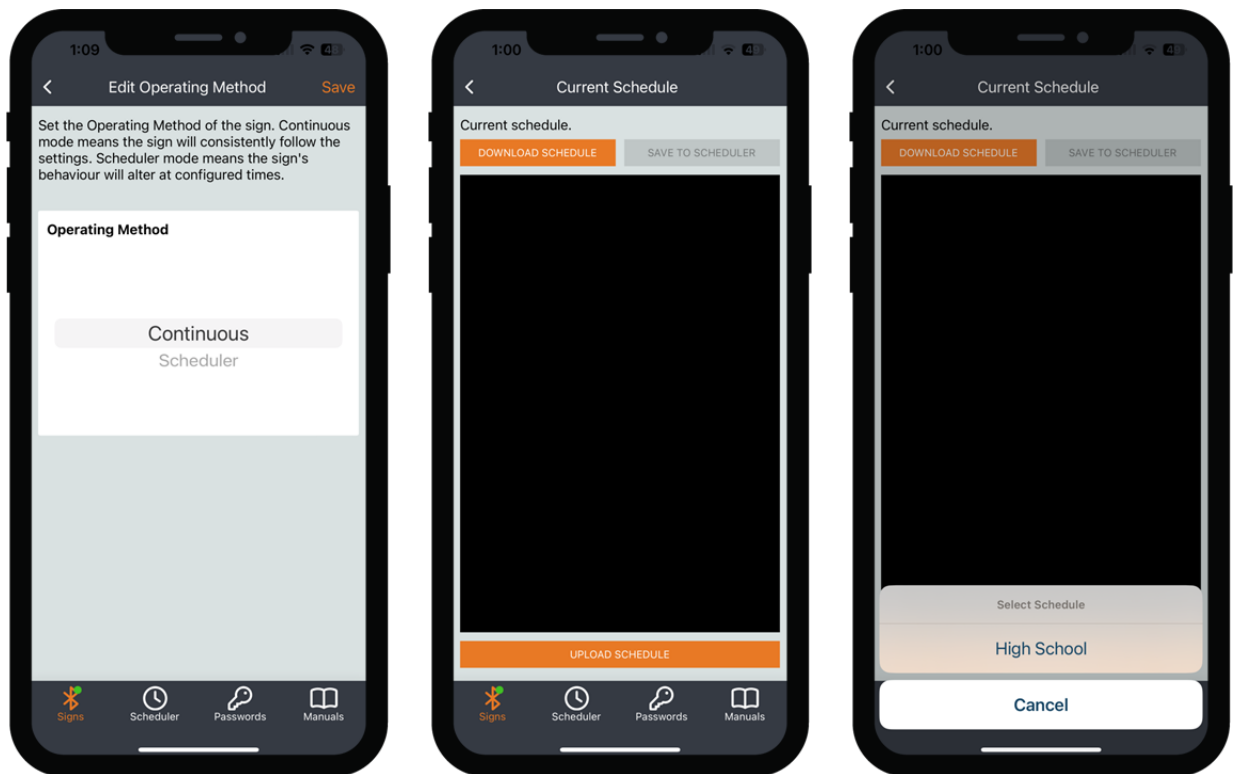 1:09
Edit Operating Method
Save
Set the Operating Method of the sign. Continuous
mode means the sign will consistently follow the
settings. Scheduler mode means the sign's
behaviour will alter at configured times.
Operating Method
Continuous
Scheduler
Signs
Scheduler
Passwords
Manuals
1:00
Current Schedule
Current schedule.
DOWNLOAD SCHEDULE
SAVE TO SCHEDULER
UPLOAD SCHEDULE
Signs
Scheduler
Passwords
Manuals
1:00
Current Schedule
Current schedule.
DOWNLOAD SCHEDULE
SAVE TO SCHEDULER
Select Schedule
High School
Cancel